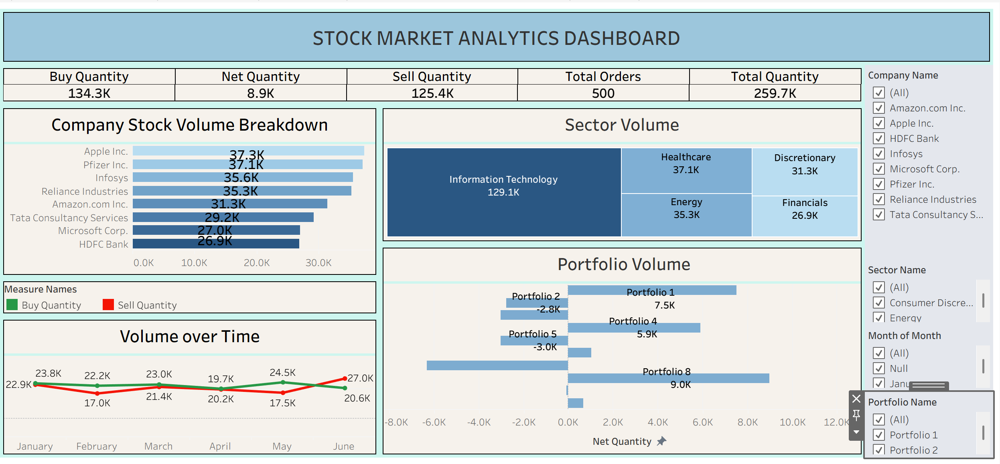 STOCK MARKET ANALYTICS DASHBOARD
Buy Quantity Net Quantity Sell Quantity Total Orders Total Quantity
134.3K 8.9K 125.4K 500 259.7K
Company Stock Volume Breakdown
Apple Inc. 37.3K
Pfizer Inc. 37.1K
Infosys 35.6K
Reliance Industries 35.3K
Amazon.com Inc. 31.3K
Tata Consultancy Services 29.2K
Microsoft Corp. 27.0K
HDFC Bank 26.9K
0.0K 10.0K 20.0K 30.0K
Measure Names
Buy Quantity Sell Quantity
Volume over Time
23.8K 22.2K 23.0K 19.7K 24.5K 27.0K
22.9K 17.0K 21.4K 20.2K 17.5K 20.6K
January February March April May June
Sector Volume
Information Technology
129.1K
Healthcare
37.1K
Energy
35.3K
Discretionary
31.3K
Financials
26.9K
Portfolio Volume
Portfolio 1
7.5K
Portfolio 2
-2.8K
Portfolio 4
5.9K
Portfolio 5
-3.0K
Portfolio 8
9.0K
-8.0K -6.0K -4.0K -2.0K 0.0K 2.0K 4.0K 6.0K 8.0K 10.0K 12.0K
Net Quantity
Company Name
(All)
Amazon.com Inc.
Apple Inc.
HDFC Bank
Infosys
Microsoft Corp.
Pfizer Inc.
Reliance Industries
Tata Consultancy S...
Sector Name
(All)
Consumer Discre...
Energy
Month of Month
(All)
Null
Janu
Portfolio Name
(All)
Portfolio 1
Portfolio 2